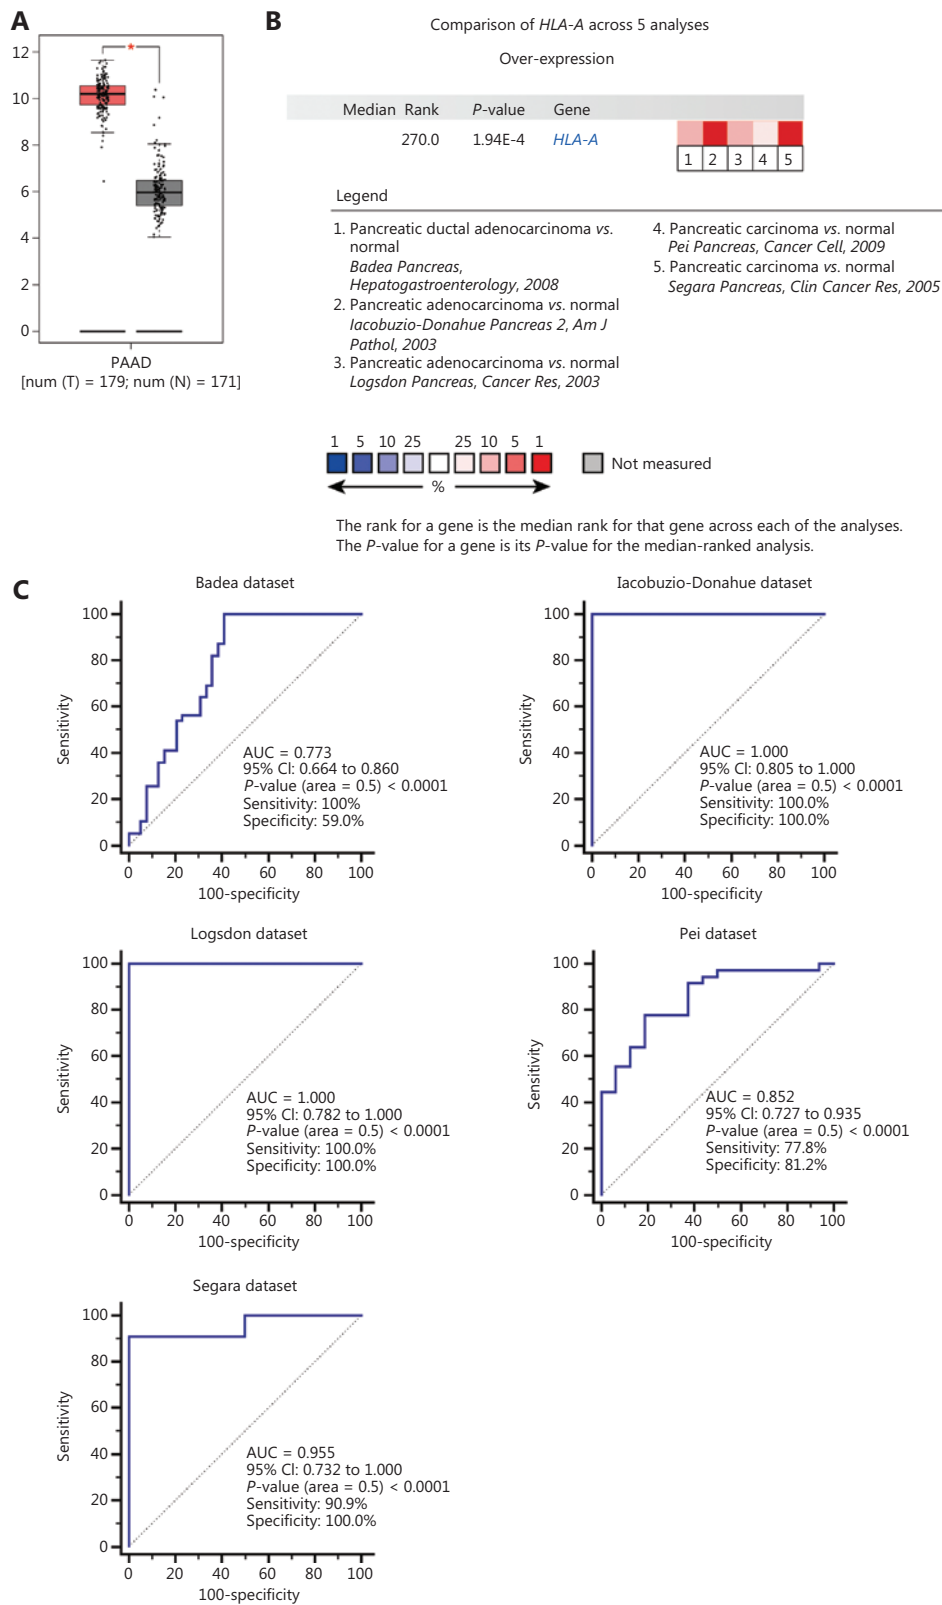 A
12
10
8
6
4
2
0
*
PAAD
[num (T) = 179; num (N) = 171]
B
Comparison of HLA-A across 5 analyses
Over-expression
Median Rank P-value Gene
270.0 1.94E-4 HLA-A
1 2 3 4 5
Legend
1. Pancreatic ductal adenocarcinoma vs.
normal
Badea Pancreas,
Hepatogastroenterology, 2008
2. Pancreatic adenocarcinoma vs. normal
Iacobuzio-Donahue Pancreas 2, Am J
Pathol, 2003
3. Pancreatic adenocarcinoma vs. normal
Logsdon Pancreas, Cancer Res, 2003
4. Pancreatic carcinoma vs. normal
Pei Pancreas, Cancer Cell, 2009
5. Pancreatic carcinoma vs. normal
Segara Pancreas, Clin Cancer Res, 2005
1 5 10 25 25 10 5 1
%
Not measured
The rank for a gene is the median rank for that gene across each of the analyses.
The P-value for a gene is its P-value for the median-ranked analysis.
C
Badea dataset
100
80
60
40
20
0
Sensitivity
AUC = 0.773
95% CI: 0.664 to 0.860
P-value (area = 0.5) < 0.0001
Sensitivity: 100%
Specificity: 59.0%
0 20 40 60 80 100
100-specificity
Iacobuzio-Donahue dataset
100
80
60
40
20
0
Sensitivity
AUC = 1.000
95% CI: 0.805 to 1.000
P-value (area = 0.5) < 0.0001
Sensitivity: 100.0%
Specificity: 100.0%
0 20 40 60 80 100
100-specificity
Logsdon dataset
100
80
60
40
20
0
Sensitivity
AUC = 1.000
95% CI: 0.782 to 1.000
P-value (area = 0.5) < 0.0001
Sensitivity: 100.0%
Specificity: 100.0%
0 20 40 60 80 100
100-specificity
Pei dataset
100
80
60
40
20
0
Sensitivity
AUC = 0.852
95% CI: 0.727 to 0.935
P-value (area = 0.5) < 0.0001
Sensitivity: 77.8%
Specificity: 81.2%
0 20 40 60 80 100
100-specificity
Segara dataset
100
80
60
40
20
0
Sensitivity
AUC = 0.955
95% CI: 0.732 to 1.000
P-value (area = 0.5) < 0.0001
Sensitivity: 90.9%
Specificity: 100.0%
0 20 40 60 80 100
100-specificity